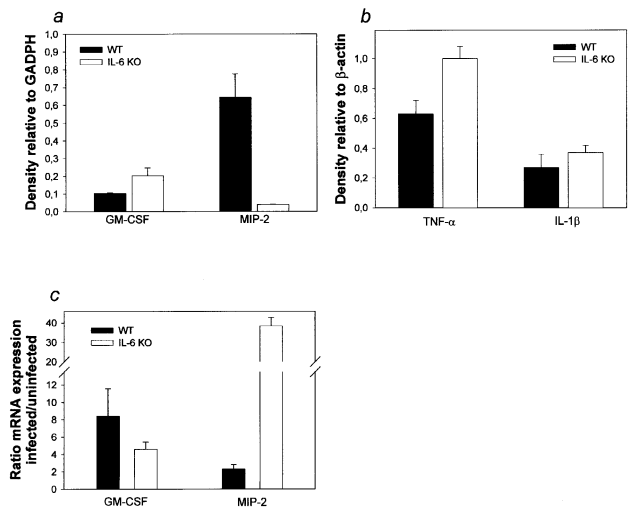 a
Density relative to GADPH
1,0
0,9
0,8
0,7
0,6
0,5
0,4
0,3
0,2
0,1
0,0
WT
IL-6 KO
GM-CSF
MIP-2
b
Density relative to β-actin
1,0
0,8
0,6
0,4
0,2
0,0
WT
IL-6 KO
TNF-α
IL-1β
c
Ratio mRNA expression
infected/uninfected
40
30
20
12
10
8
6
4
2
0
WT
IL-6 KO
GM-CSF
MIP-2